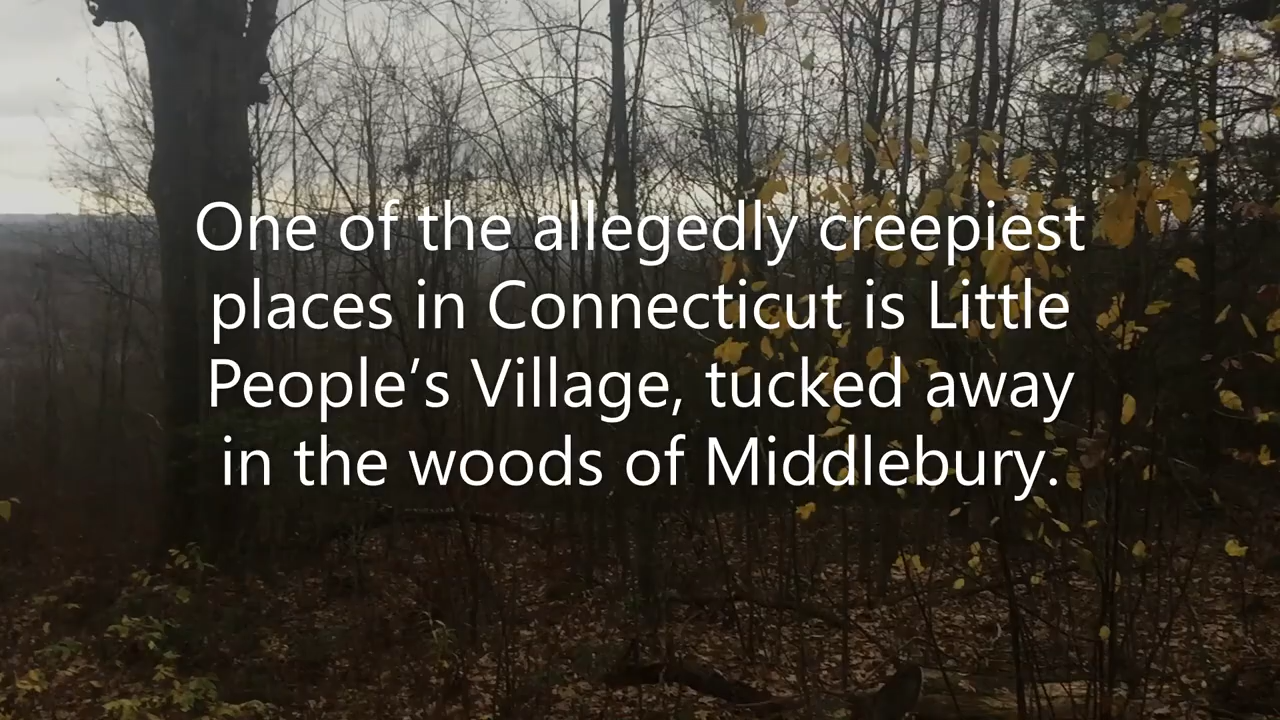 One of the allegedly creepiest
places in Connecticut is Little
People’s Village, tucked away
in the woods of Middlebury.